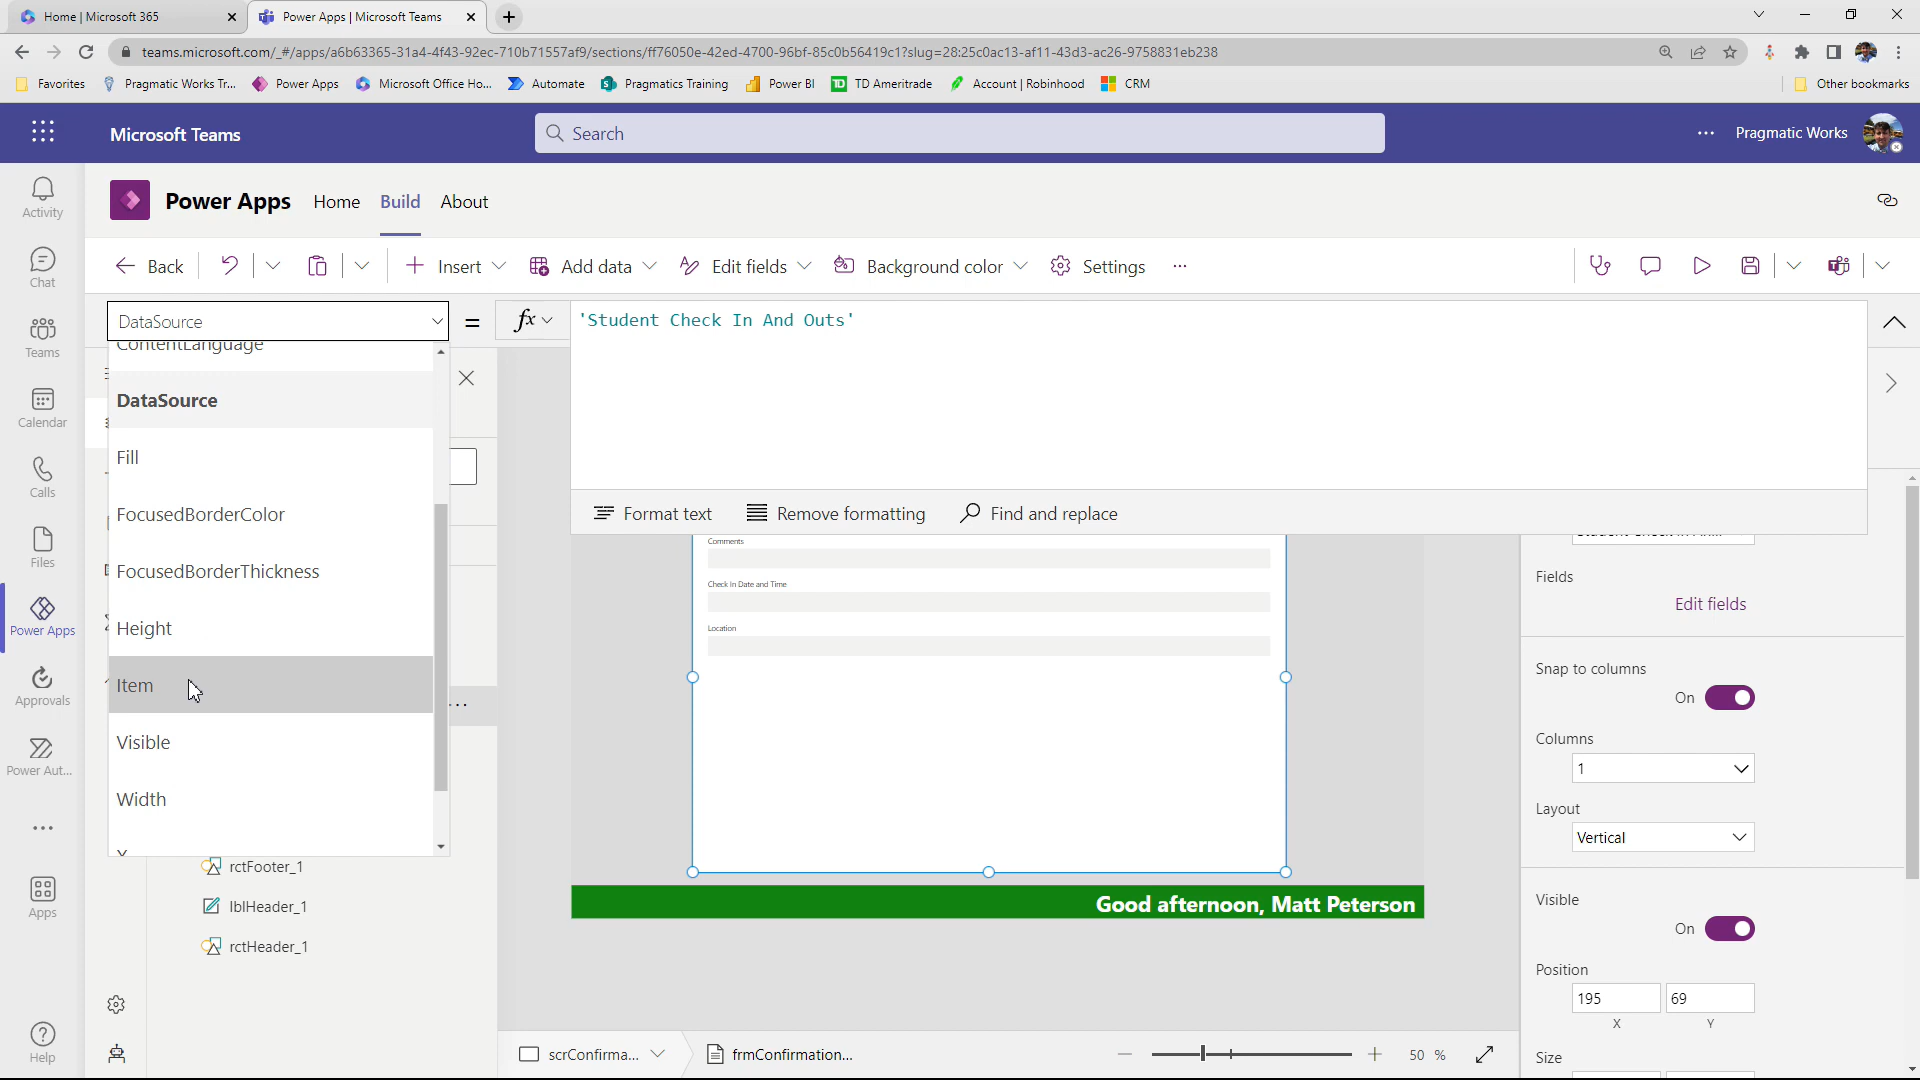 Home | Microsoft 365
Power Apps | Microsoft Teams
teams.microsoft.com/_#/apps/a6b63365-31a4-4f43-92ec-710b71557af9/sections/ff76050e-42ed-4700-96bf-85c0b56419c1?slug=28:25c0ac13-af11-43d3-ac26-9758831eb238
Favorites
Pragmatic Works Tr...
Power Apps
Microsoft Office Ho...
Automate
Pragmatics Training
Power BI
TD Ameritrade
Account | Robinhood
CRM
Other bookmarks
Microsoft Teams
Search
Pragmatic Works
Activity
Chat
Teams
Calendar
Calls
Files
Power Apps
Approvals
Power Aut...
Apps
Help
Power Apps
Home
Build
About
Back
Insert
Add data
Edit fields
Background color
Settings
DataSource
=
fx
'Student Check In And Outs'
ContentLanguage
DataSource
Fill
FocusedBorderColor
FocusedBorderThickness
Height
Item
Visible
Width
rctFooter_1
lblHeader_1
rctHeader_1
Format text
Remove formatting
Find and replace
Comments
Check In Date and Time
Location
Good afternoon, Matt Peterson
Fields
Edit fields
Snap to columns
On
Columns
1
Layout
Vertical
Visible
On
Position
195
69
X
Y
Size
scrConfirma...
frmConfirmation...
50 %